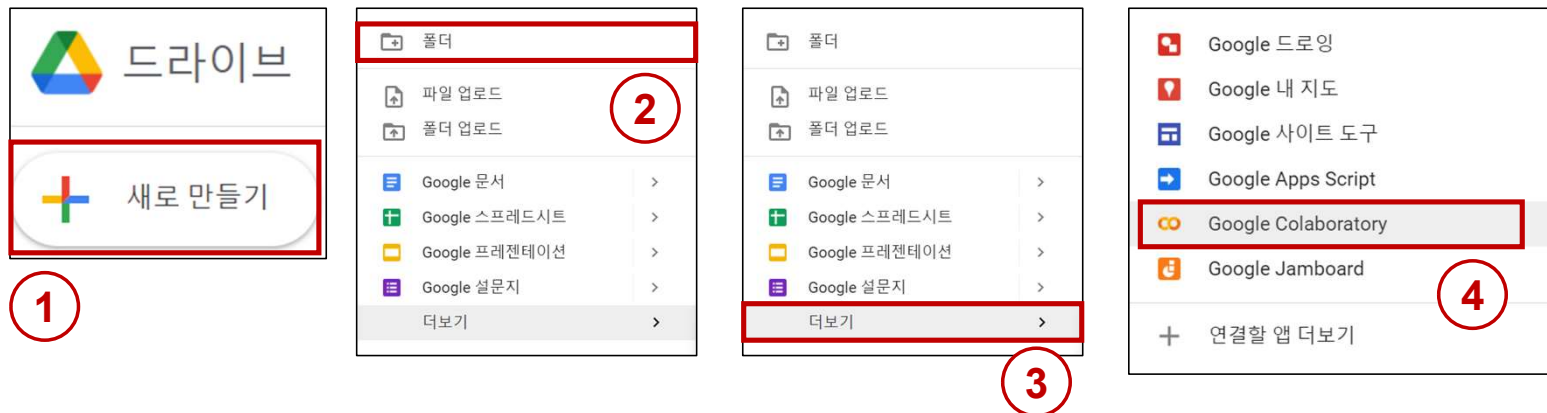 드라이브
새로 만들기
1
폴더
파일 업로드
폴더 업로드
2
Google 문서
Google 스프레드시트
Google 프레젠테이션
Google 설문지
더보기
폴더
파일 업로드
폴더 업로드
Google 문서
Google 스프레드시트
Google 프레젠테이션
Google 설문지
더보기
3
Google 드로잉
Google 내 지도
Google 사이트 도구
Google Apps Script
Google Colaboratory
Google Jamboard
4
연결할 앱 더보기